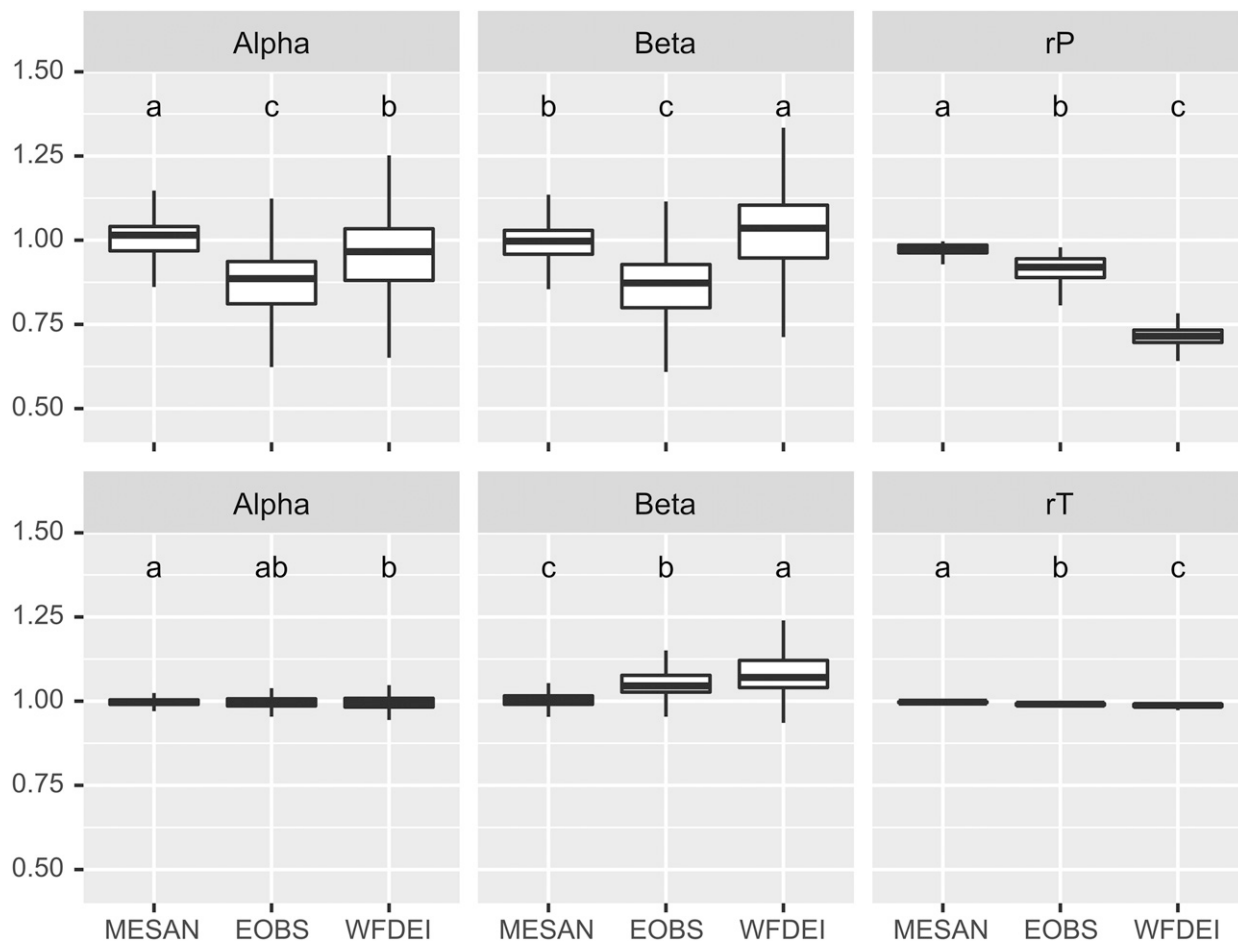 Alpha Beta rP
1.50
a c b b c a a b c
1.25
1.00
0.75
0.50
Alpha Beta rT
1.50
a ab b c b a a b c
1.25
1.00
0.75
0.50
MESAN EOBS WFDEI MESAN EOBS WFDEI MESAN EOBS WFDEI